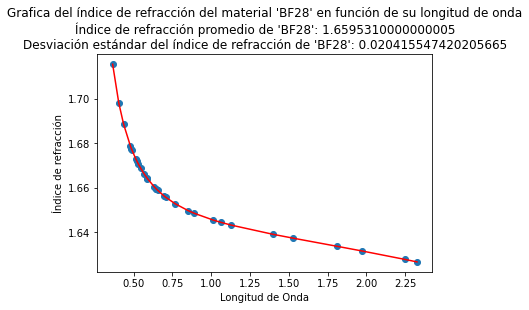 Grafica del índice de refracción del material 'BF28' en función de su longitud de onda
Índice de refracción promedio de 'BF28': 1.6595310000000005
Desviación estándar del índice de refracción de 'BF28': 0.020415547420205665
1.70
1.68
1.66
1.64
Índice de refracción
0.50 0.75 1.00 1.25 1.50 1.75 2.00 2.25
Longitud de Onda